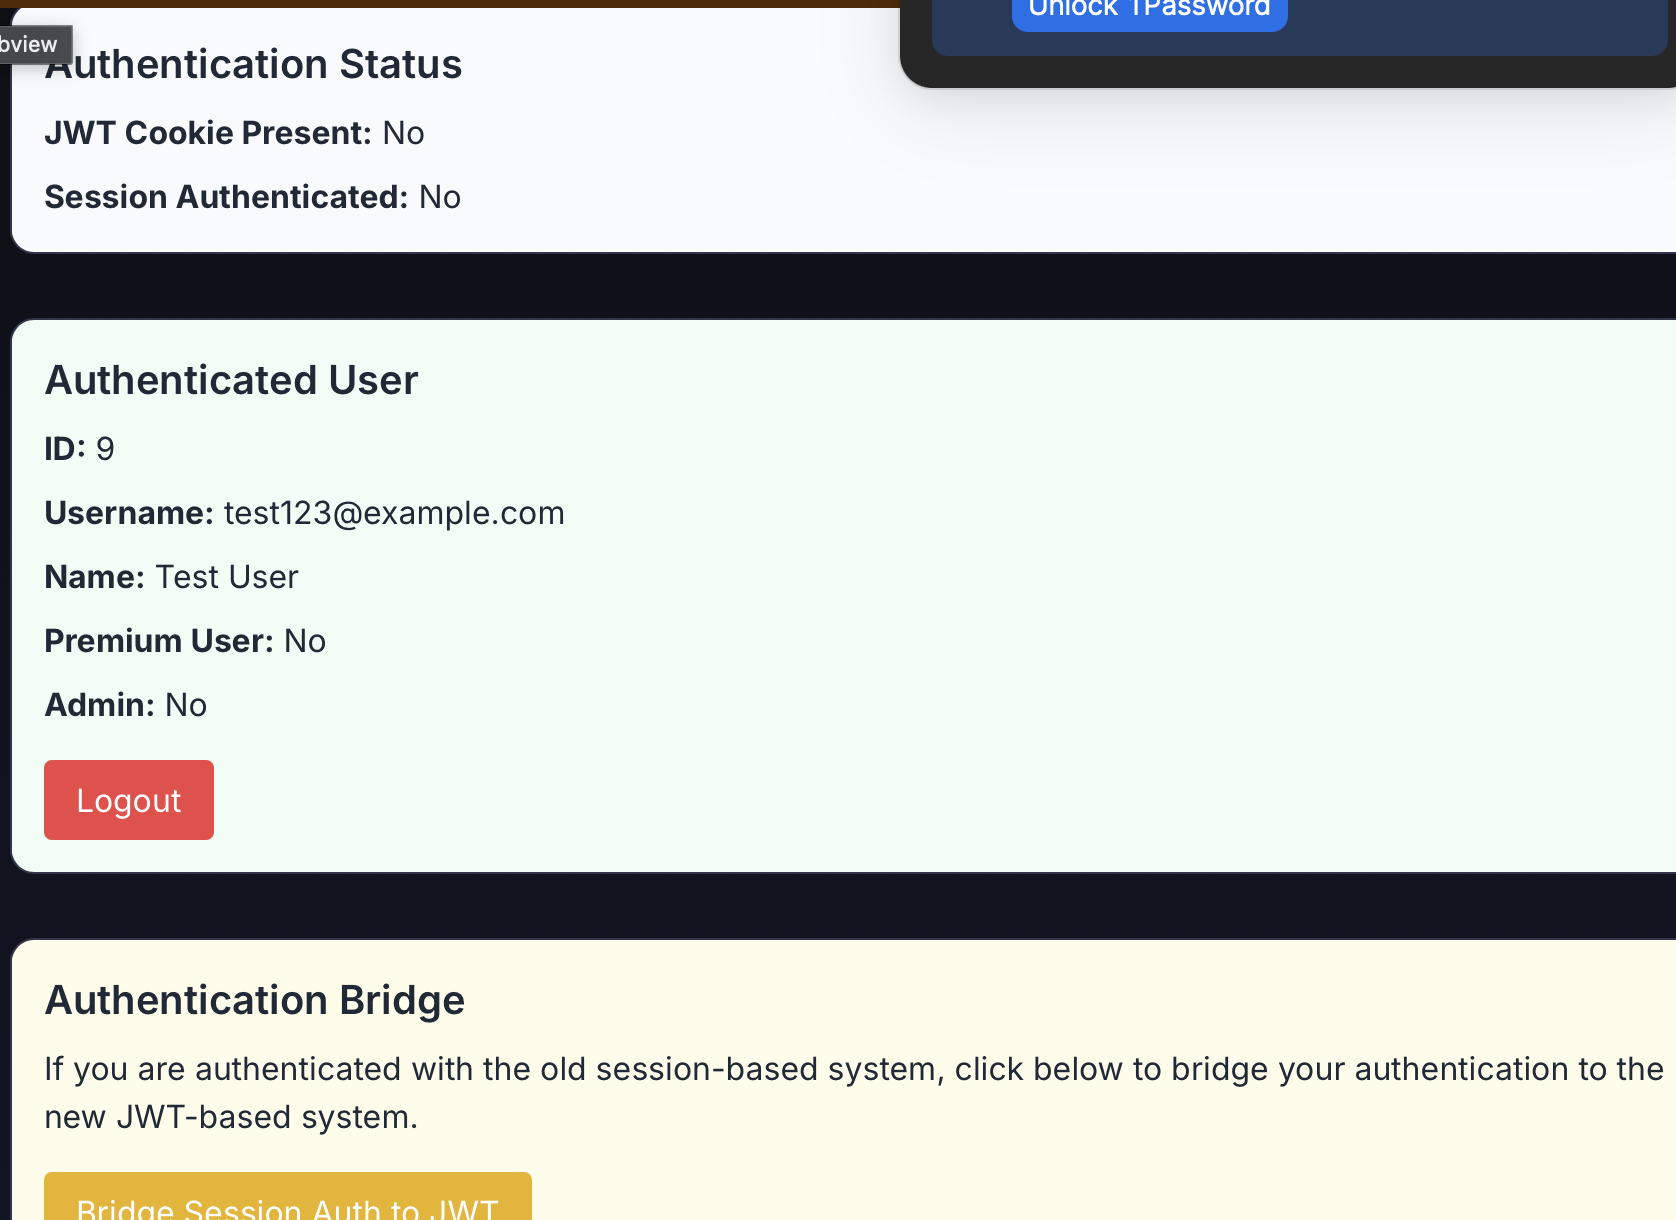 Unlock 1Password
bview
Authentication Status
JWT Cookie Present: No
Session Authenticated: No
Authenticated User
ID: 9
Username: test123@example.com
Name: Test User
Premium User: No
Admin: No
Logout
Authentication Bridge
If you are authenticated with the old session-based system, click below to bridge your authentication to the
new JWT-based system.
Bridge Session Auth to JWT